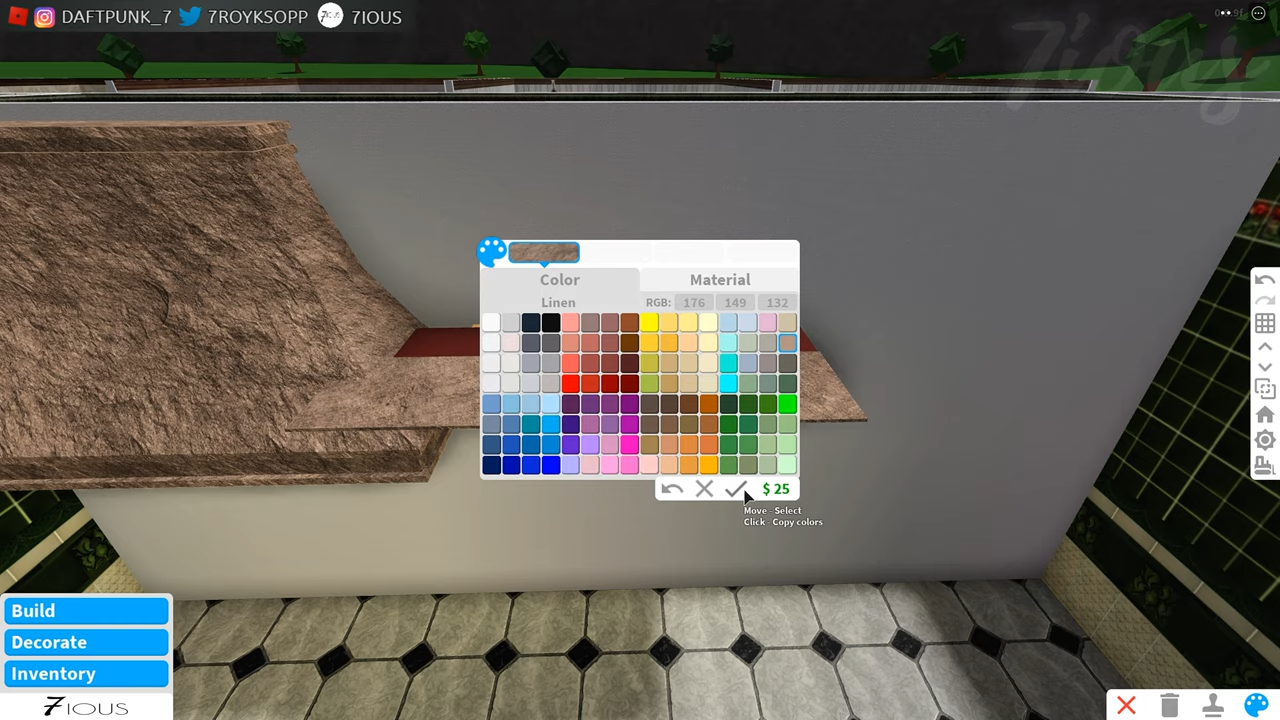 DAFTPUNK_7 7ROYKSOPP 7IOUS
7ious
Color
Material
Linen
RGB: 176 149 132
$ 25
Move - Select
Click - Copy colors
Build
Decorate
Inventory
7IOUS